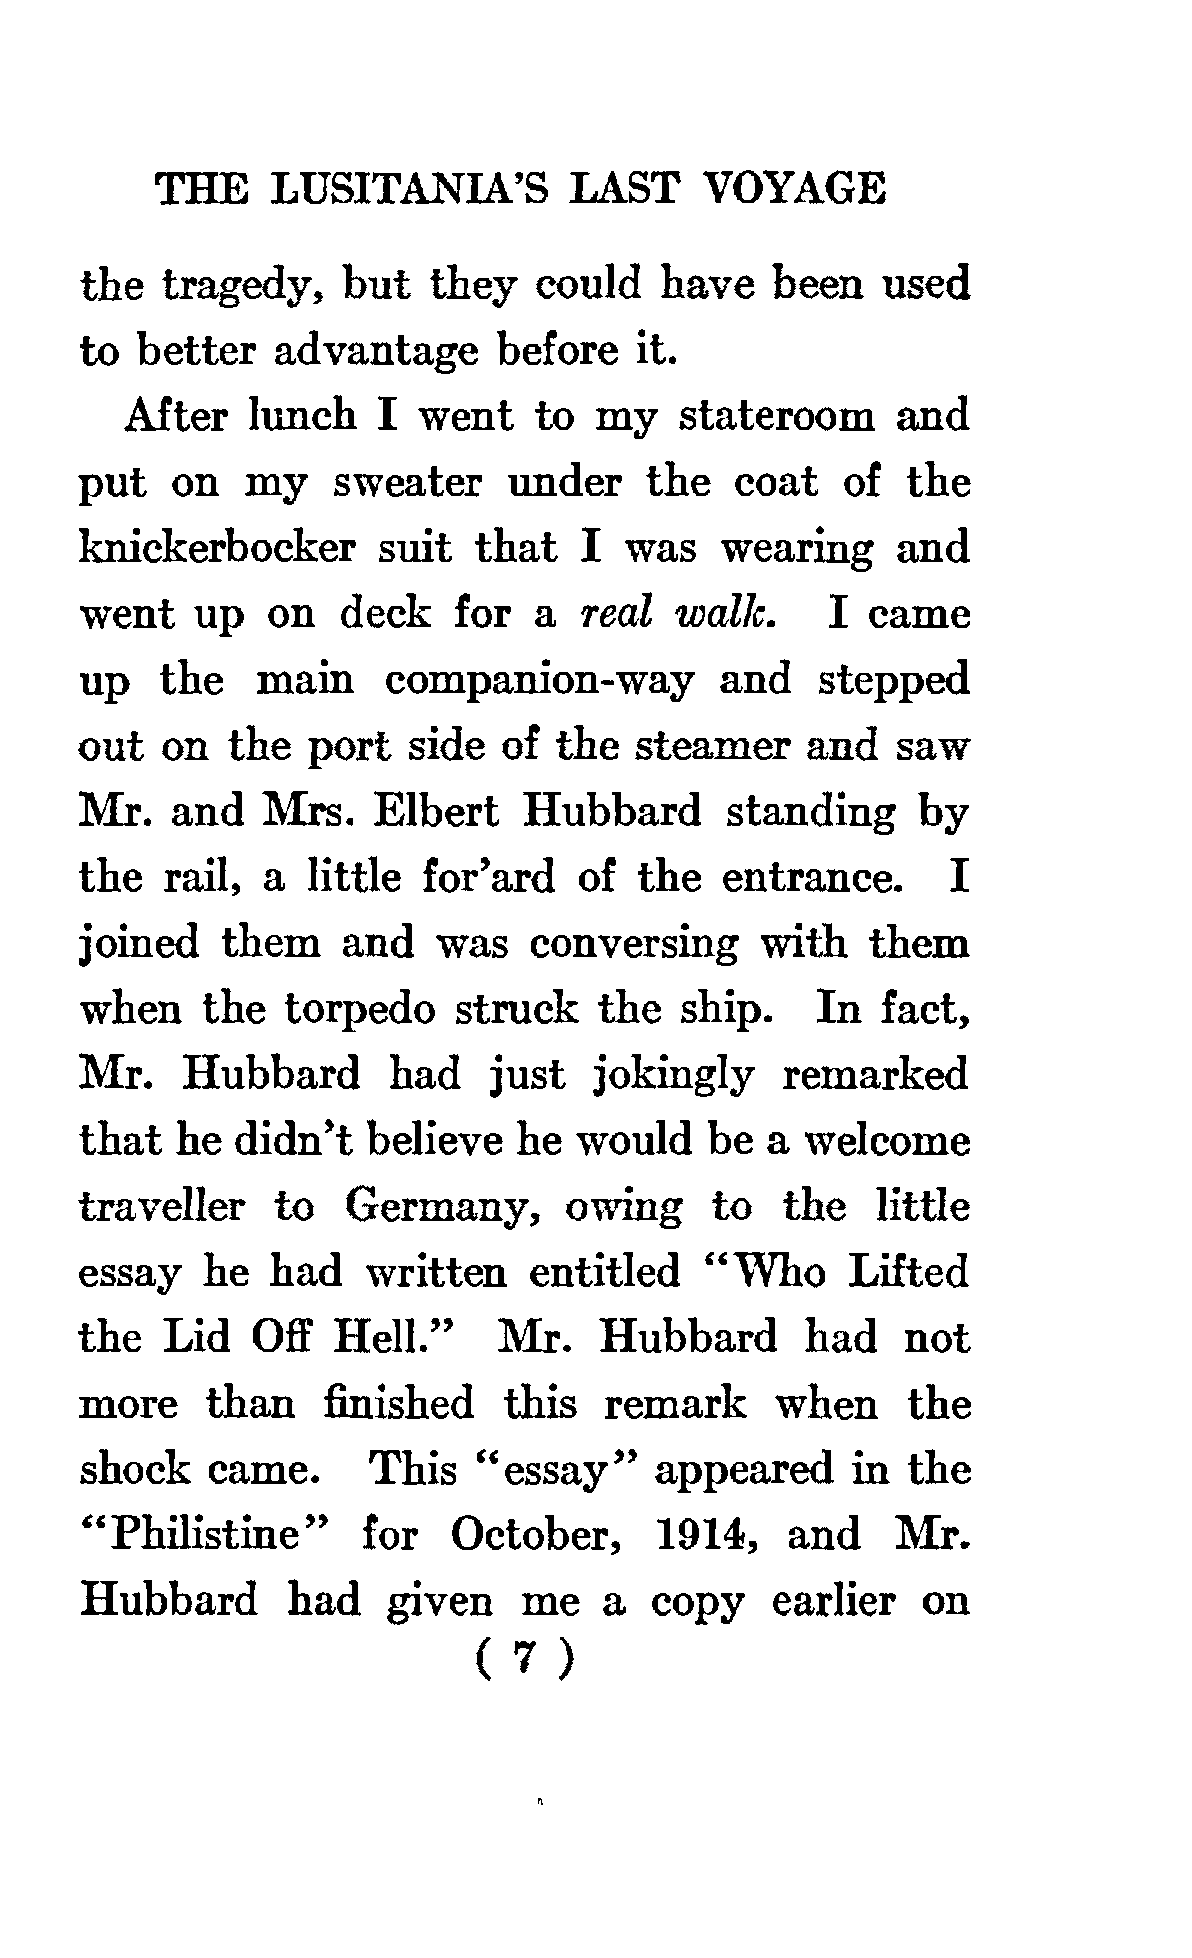 THE LUSITANIA'S LAST VOYAGE
the tragedy, but they could have been used
to better advantage before it.
After lunch I went to my stateroom and
put on my sweater under the coat of the
knickerbocker suit that I was wearing and
went up on deck for a real walk. I came
up the main companion-way and stepped
out on the port side of the steamer and saw
Mr. and Mrs. Elbert Hubbard standing by
the rail, a little for'ard of the entrance. I
joined them and was conversing with them
when the torpedo struck the ship. In fact,
Mr. Hubbard had just jokingly remarked
that he didn't believe he would be a welcome
traveller to Germany, owing to the little
essay he had written entitled “Who Lifted
the Lid Off Hell.” Mr. Hubbard had not
more than finished this remark when the
shock came. This “essay” appeared in the
“Philistine” for October, 1914, and Mr.
Hubbard had given me a copy earlier on
( 7 )